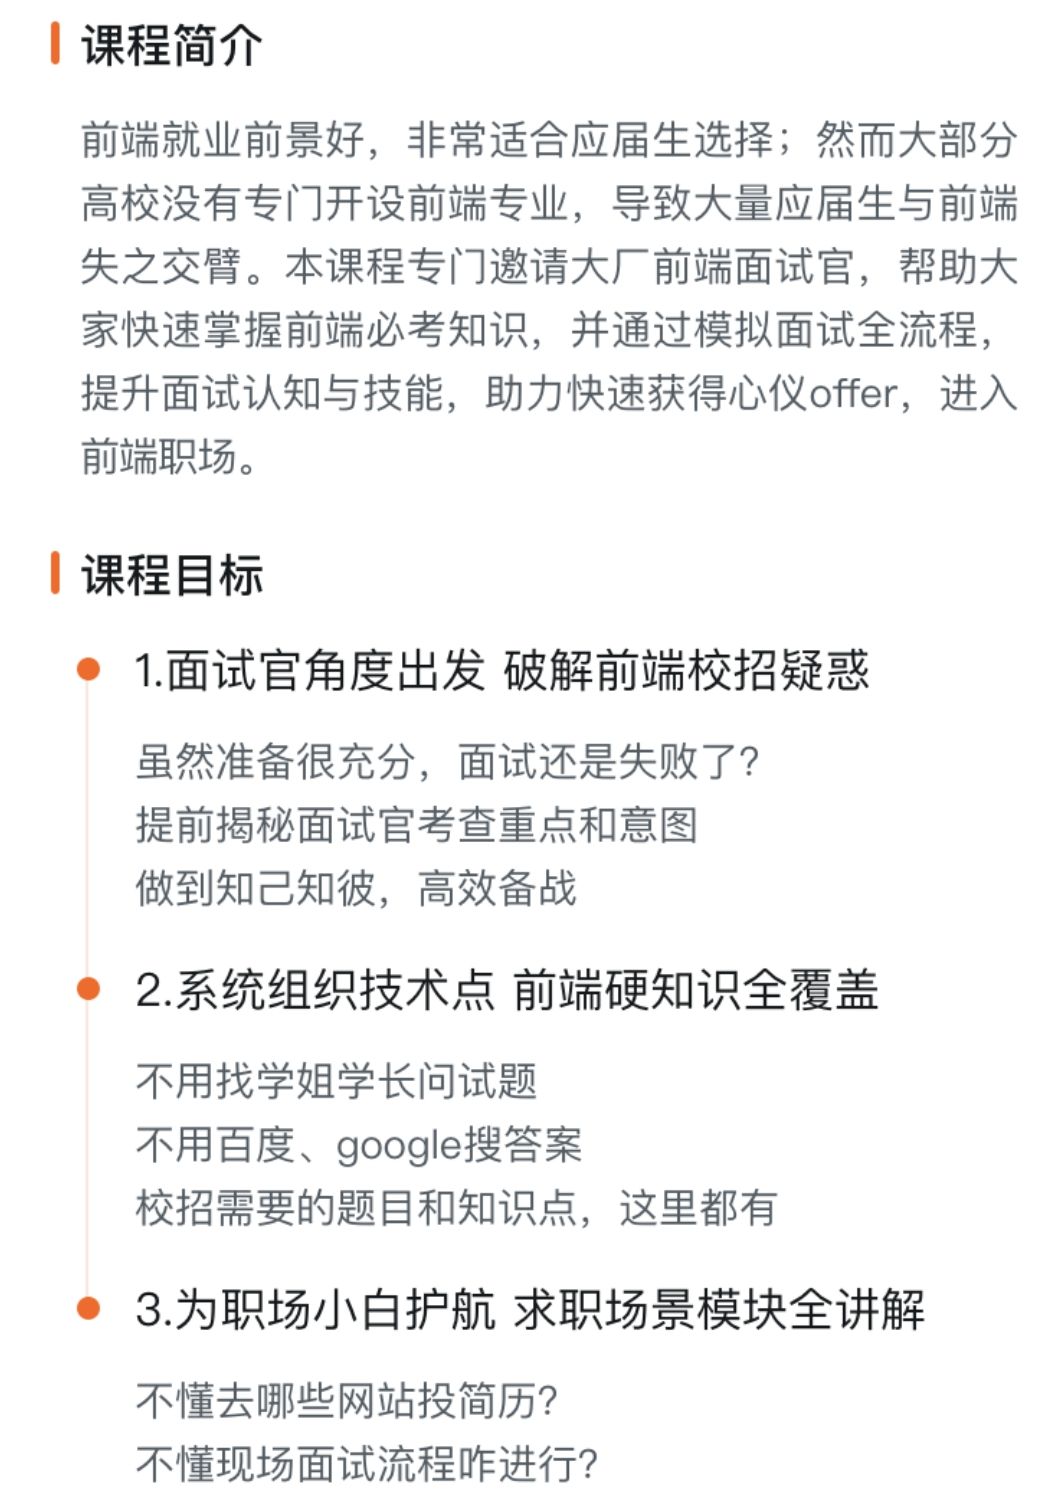 课程简介
前端就业前景好，非常适合应届生选择；然而大部分
高校没有专门开设前端专业，导致大量应届生与前端
失之交臂。本课程专门邀请大厂前端面试官，帮助大
家快速掌握前端必考知识，并通过模拟面试全流程，
提升面试认知与技能，助力快速获得心仪offer，进入
前端职场。
课程目标
1.面试官角度出发 破解前端校招疑惑
虽然准备很充分，面试还是失败了?
提前揭秘面试官考查重点和意图
做到知己知彼，高效备战
2.系统组织技术点 前端硬知识全覆盖
不用找学姐学长问试题
不用百度、google搜答案
校招需要的题目和知识点，这里都有
3.为职场小白护航 求职场景模块全讲解
不懂去哪些网站投简历?
不懂现场面试流程咋进行?